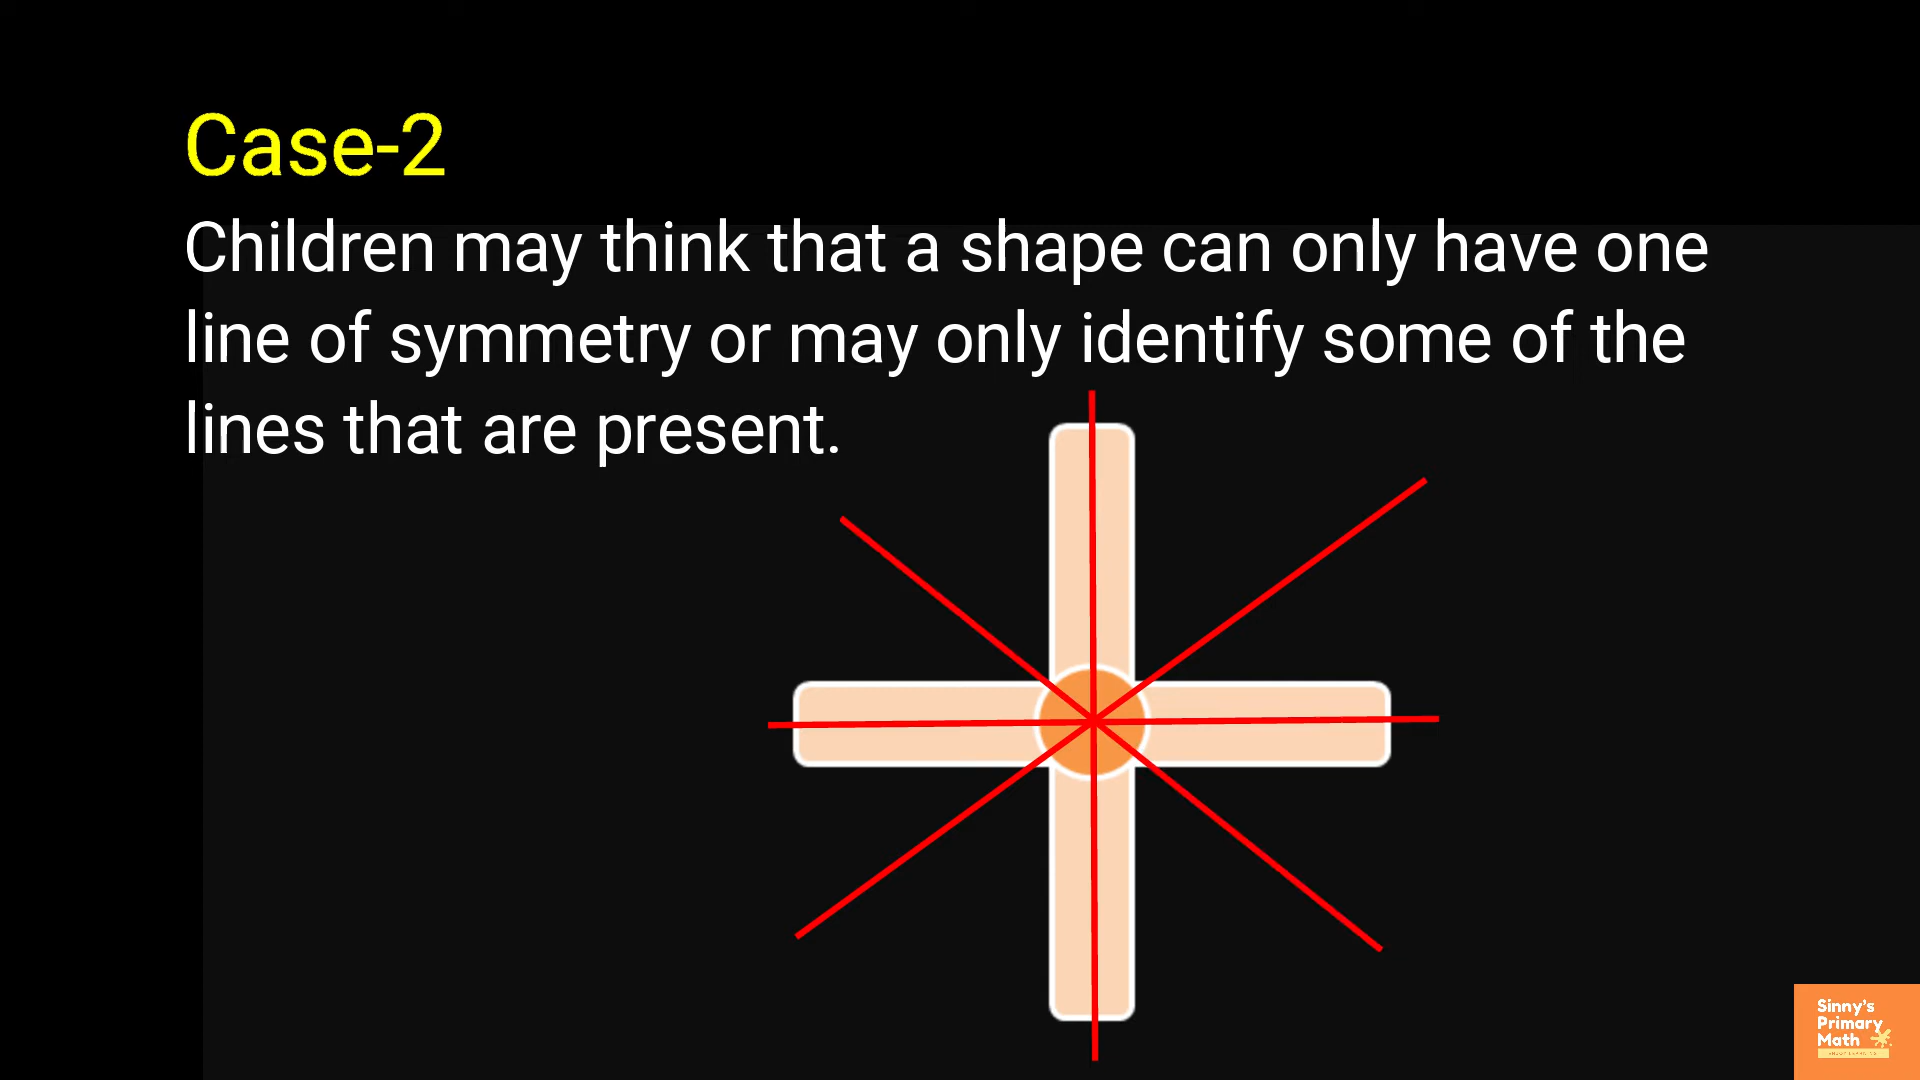 Case-2
Children may think that a shape can only have one
line of symmetry or may only identify some of the
lines that are present.
Sinny's
Primary
Math